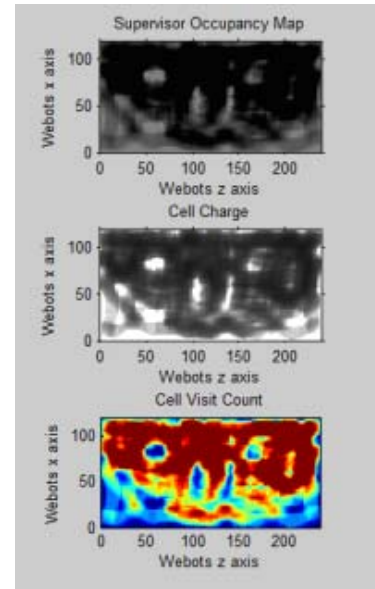 Supervisor Occupancy Map
100
50
0
Webots x axis
0 50 100 150 200
Webots z axis
Cell Charge
100
50
0
Webots x axis
0 50 100 150 200
Webots z axis
Cell Visit Count
100
50
0
Webots x axis
0 50 100 150 200
Webots z axis